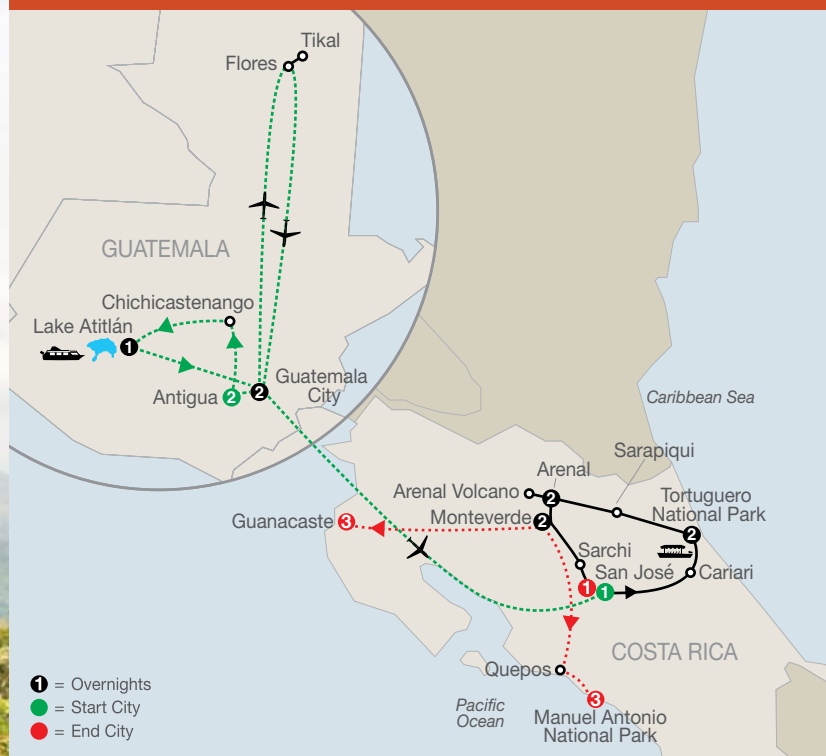 Tikal
Flores
GUATEMALA
Chichicastenango
Lake Atitlán
1
Guatemala
City
2
Antigua
2
Caribbean Sea
Sarapiqui
Arenal
Arenal Volcano
2
Tortuguero
National Park
Guanacaste
3
Monteverde
2
2
Sarchi
San José
Cariari
1
1
COSTA RICA
Quepos
3
Pacific
Ocean
Manuel Antonio
National Park
1 = Overnights
= Start City
= End City